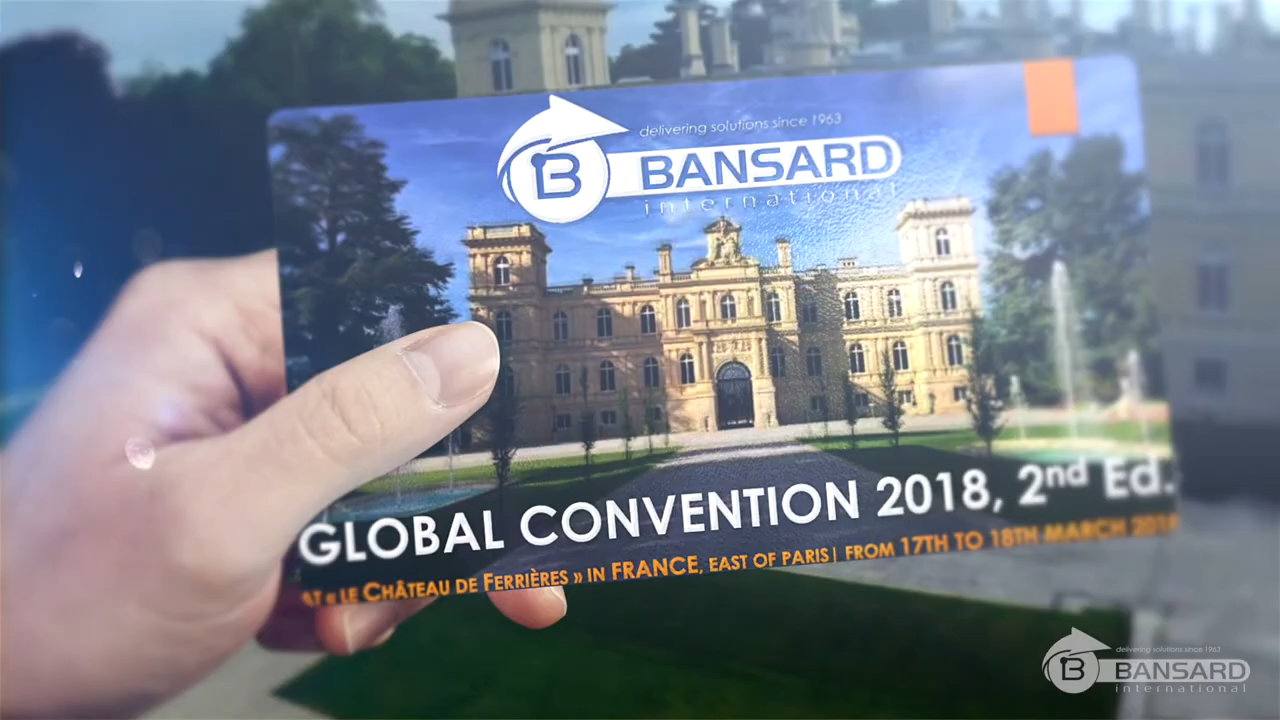 delivering solutions since 1963
B BANSARD
international
GLOBAL CONVENTION 2018, 2nd Ed.
AT « LE CHÂTEAU DE FERRIÈRES » IN FRANCE, EAST OF PARIS| FROM 17TH TO 18TH MARCH 2018
delivering solutions since 1963
B BANSARD
international